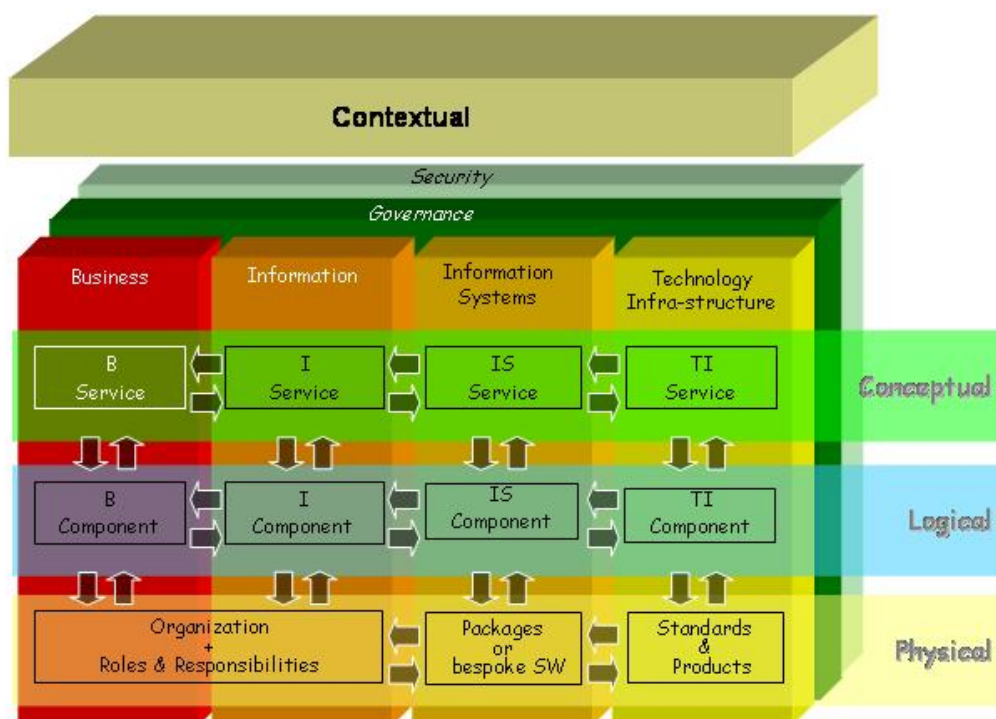 Contextual
Security
Governance
Business
Information
Information
Systems
Technology
Infra-structure
B
Service
I
Service
IS
Service
TI
Service
Conceptual
B
Component
I
Component
IS
Component
TI
Component
Logical
Organization
+
Roles & Responsibilities
Packages
or
bespoke SW
Standards
&
Products
Physical